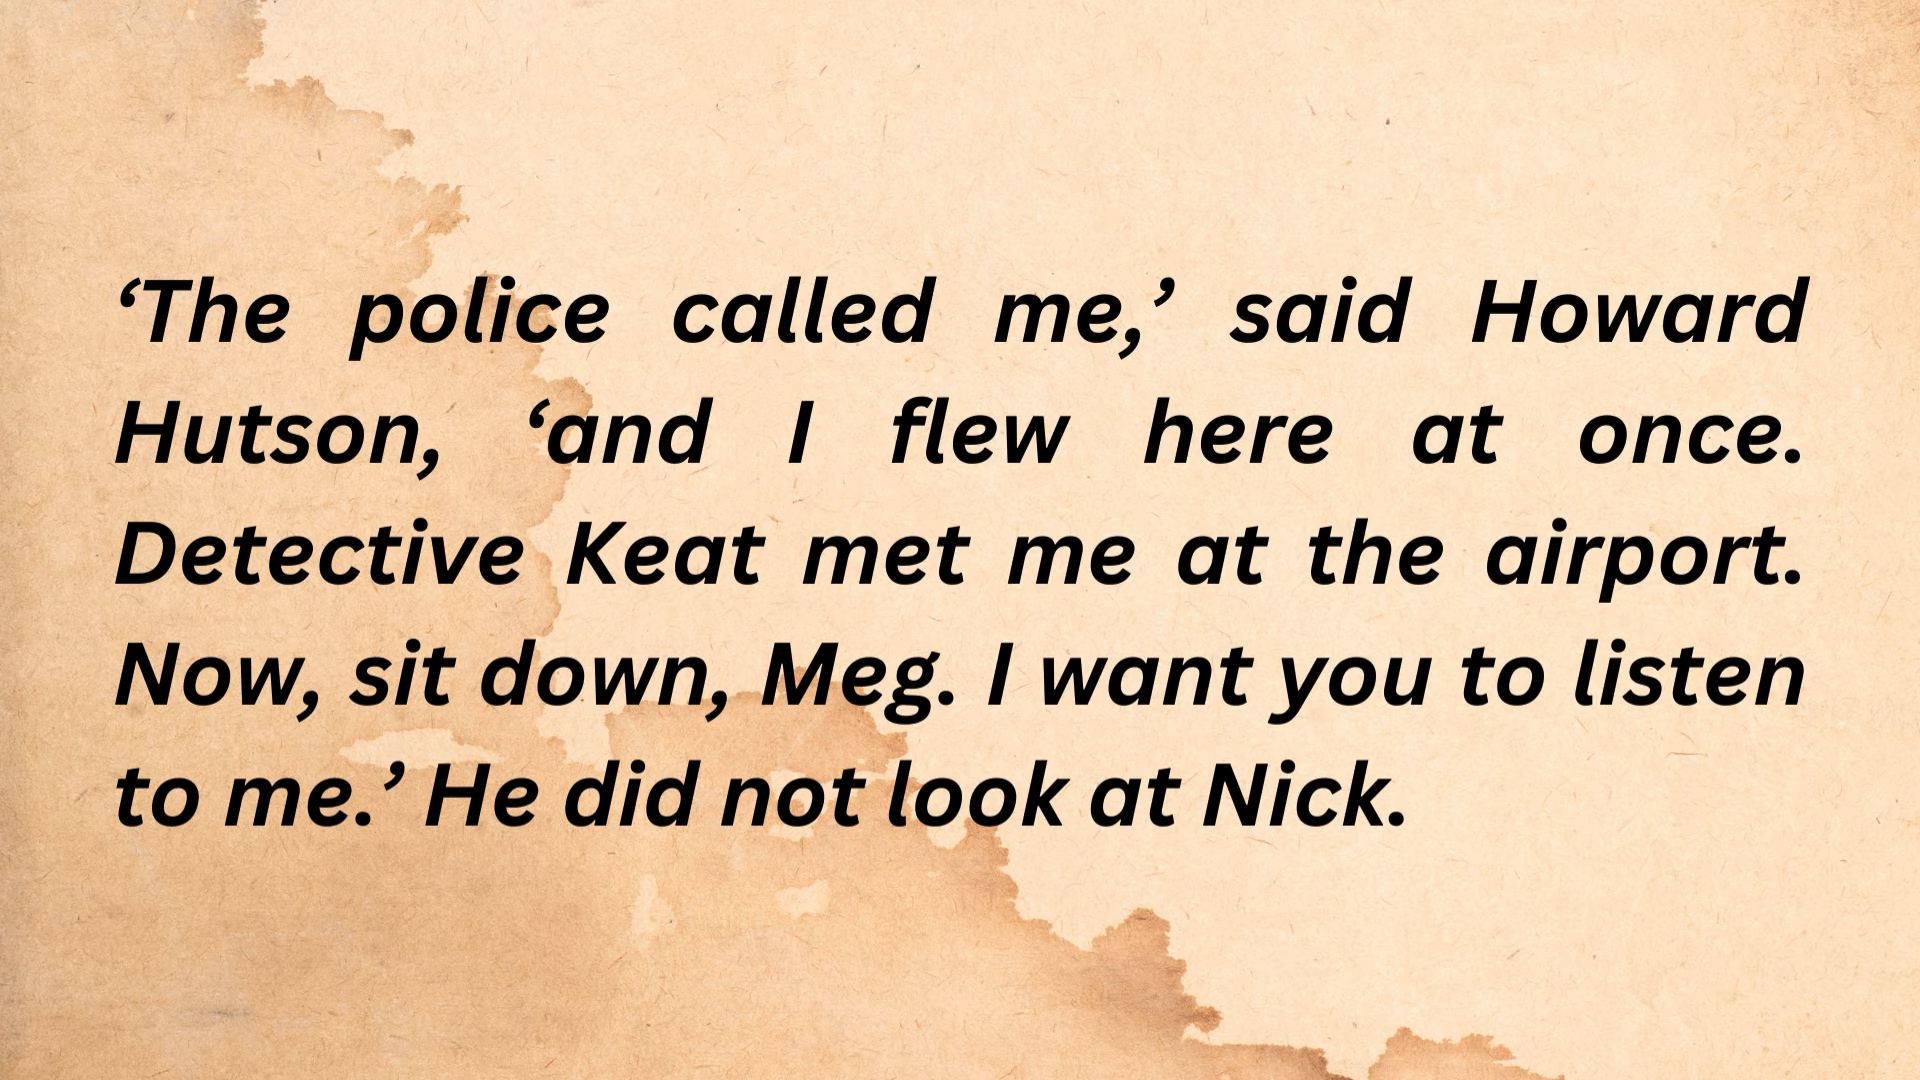 ‘The police called me,’ said Howard
Hutson, ‘and I flew here at once.
Detective Keat met me at the airport.
Now, sit down, Meg. I want you to listen
to me.’ He did not look at Nick.